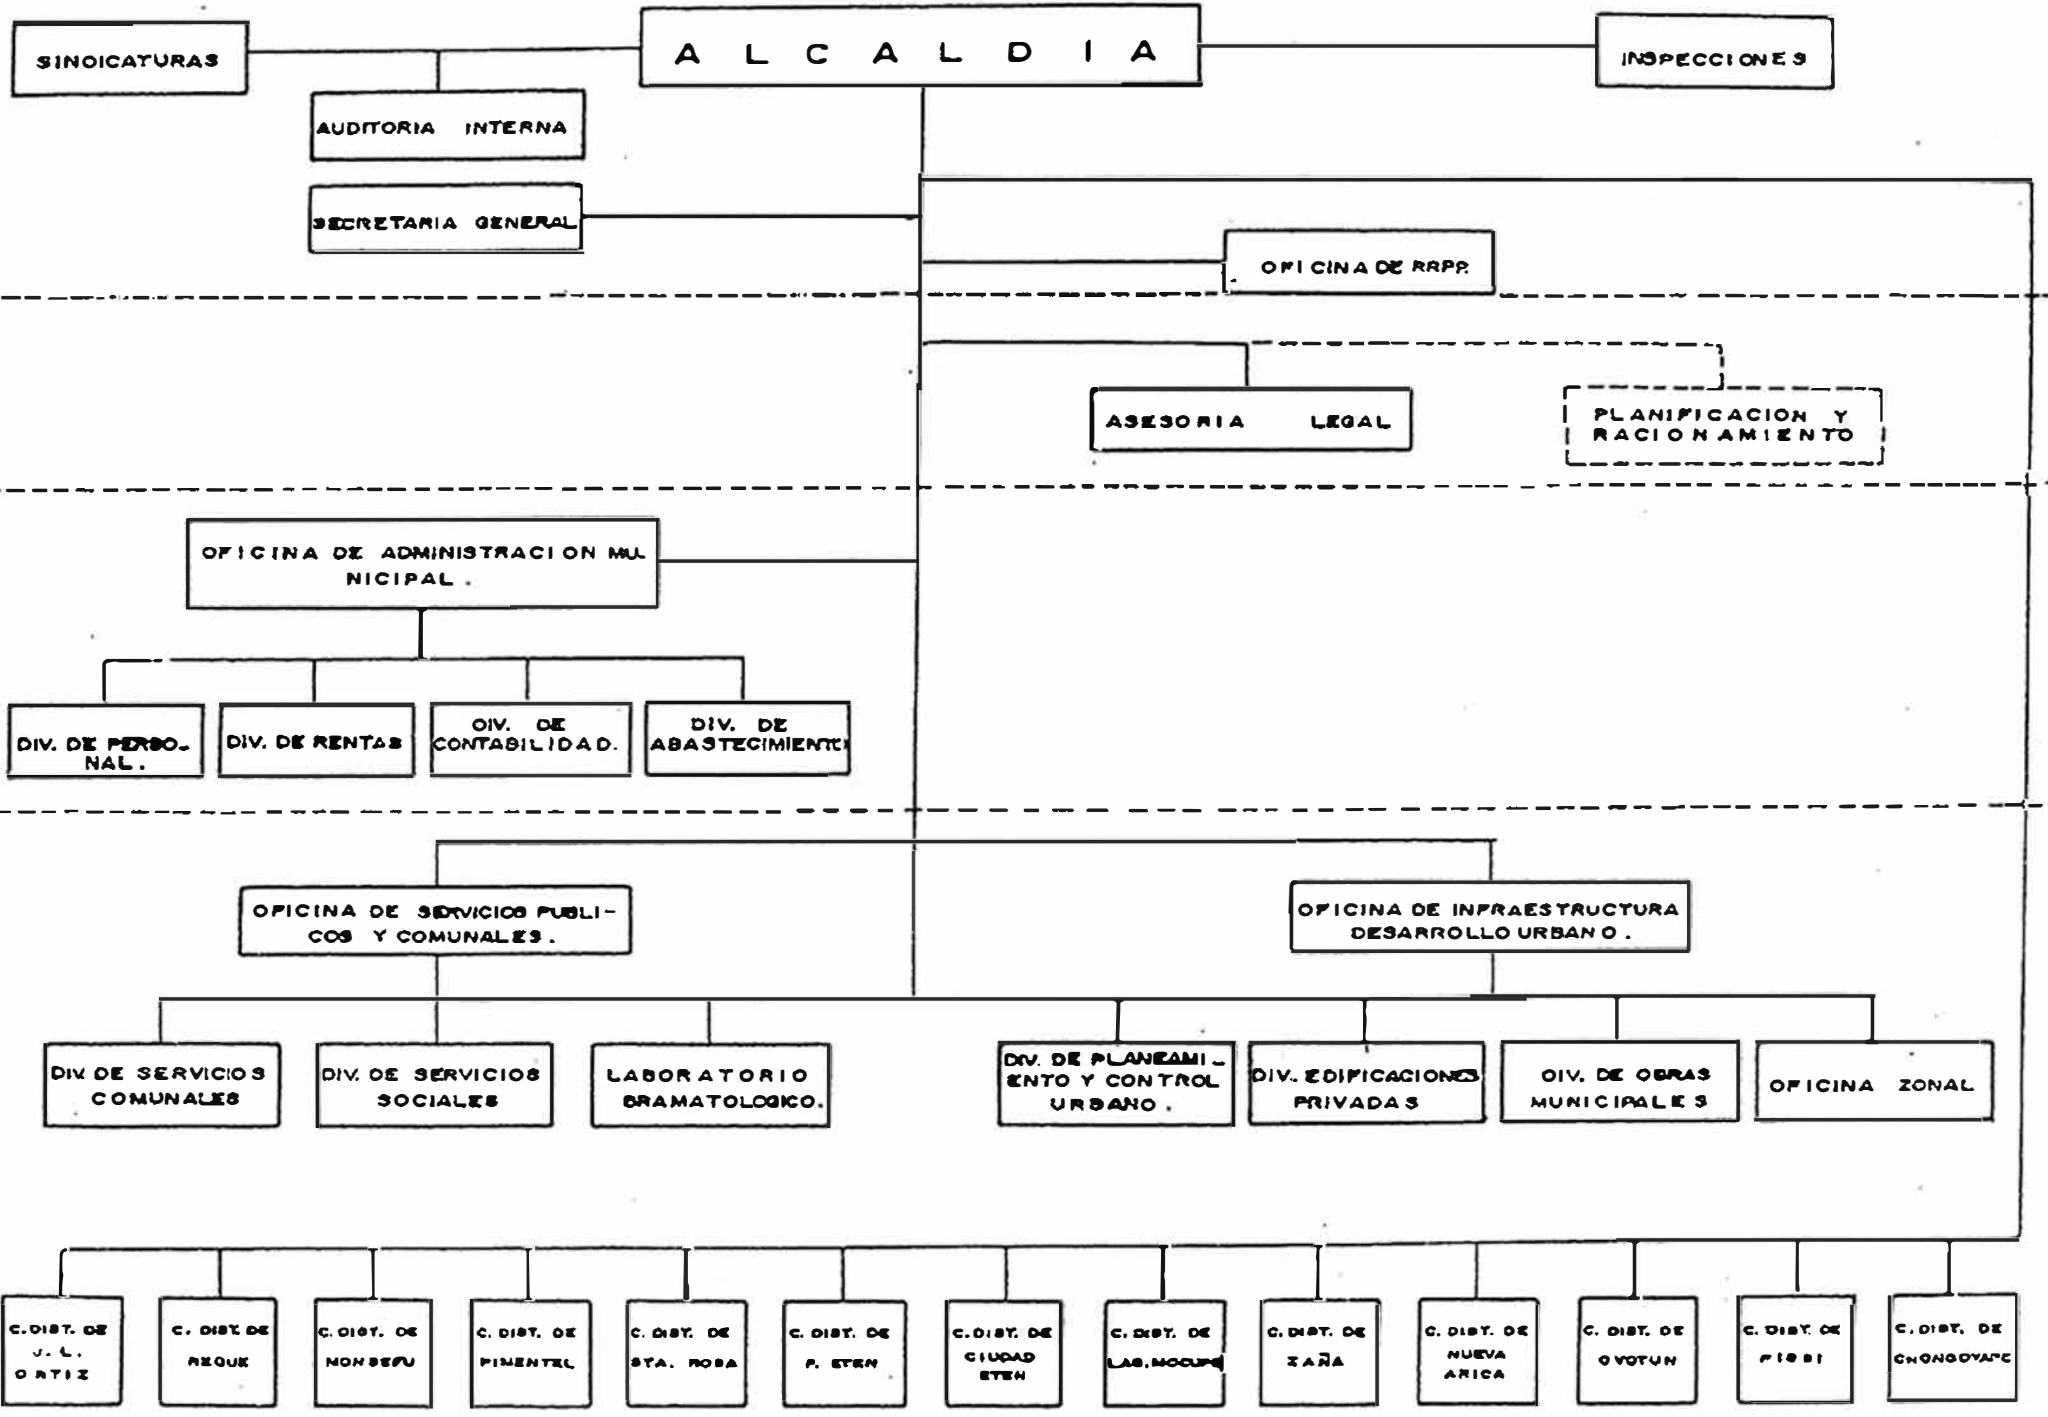 SINDICATURAS
A L C A L D I A
INSPECCIONES
AUDITORIA INTERNA
SECRETARIA GENERAL
OFICINA DE RRPP.
ASESORIA LEGAL
PLANIFICACION Y
RACIONAMIENTO
OFICINA DE ADMINISTRACION MU
NICIPAL.
DIV. DE PERSO-
NAL.
DIV. DE RENTAS
DIV. DE
CONTABILIDAD.
DIV. DE
ABASTECIMIENTO
OFICINA DE SERVICIOS PUBLI-
COS Y COMUNALES.
OFICINA DE INFRAESTRUCTURA
DESARROLLO URBANO.
DIV. DE SERVICIOS
COMUNALES
DIV. DE SERVICIOS
SOCIALES
LABORATORIO
BRAMATOLOGICO.
DIV. DE PLANEAMI-
ENTO Y CONTROL
URBANO.
DIV. EDIFICACIONES
PRIVADAS
DIV. DE OBRAS
MUNICIPALES
OFICINA ZONAL
C. DIST. DE
J. L.
ORTIZ
C. DIST. DE
REQUE
C. DIST. DE
MONSEFU
C. DIST. DE
PIMENTEL
C. DIST. DE
STA. ROSA
C. DIST. DE
P. ETEN
C. DIST. DE
CIUDAD
ETEN
C. DIST. DE
LAG. MOCUPE
C. DIST. DE
ZAÑA
C. DIST. DE
NUEVA
ARICA
C. DIST. DE
OYOTUN
C. DIST. DE
PICSI
C. DIST. DE
CHONGOYAPE